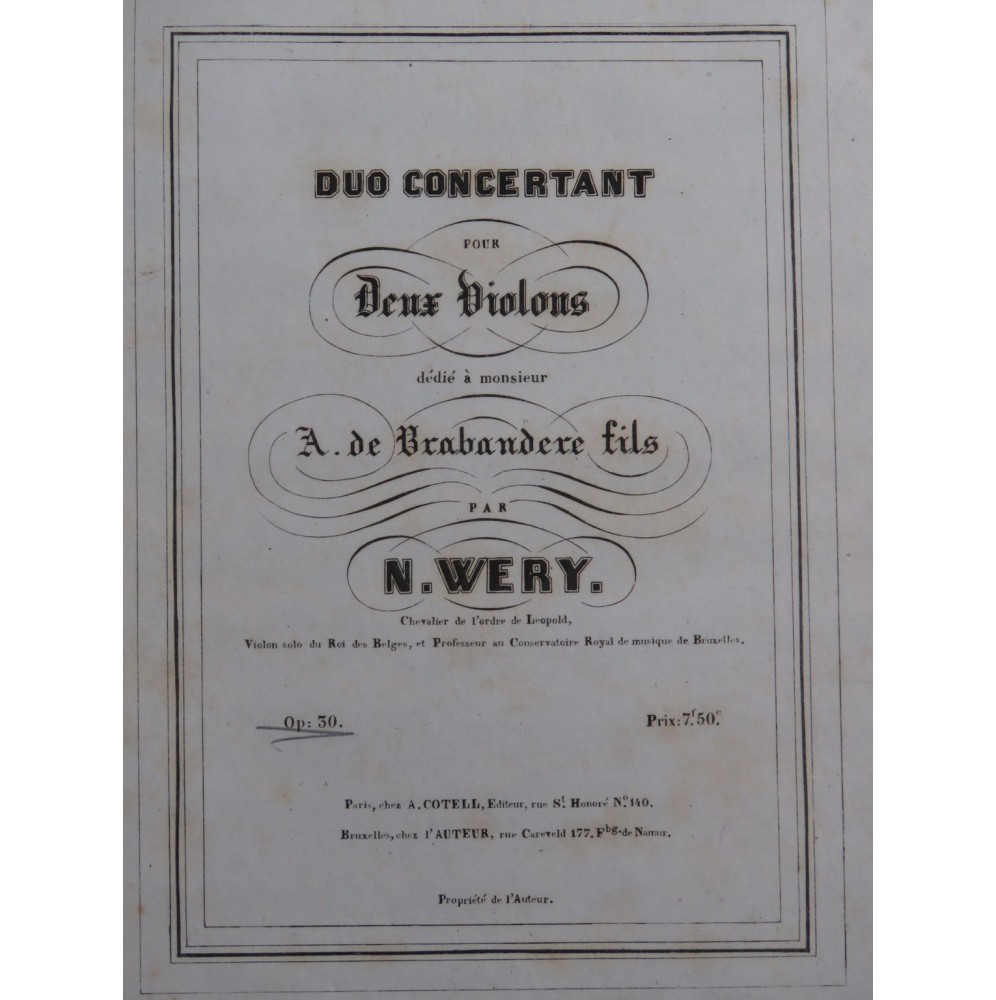 DUO CONCERTANT
POUR
Deux Violons
dédié à monsieur
A. de Brabandere fils
PAR
N. WERY.
Chevalier de l'ordre de Léopold,
Violon solo du Roi des Belges, et Professeur au Conservatoire Royal de musique de Bruxelles.
Op: 30. Prix: 7f 50c
Paris, chez A. COTELL, Editeur, rue St Honoré No 140.
Bruxelles, chez l'AUTEUR, rue Careveld 177. Fbg. de Namur.
Propriété de l'Auteur.